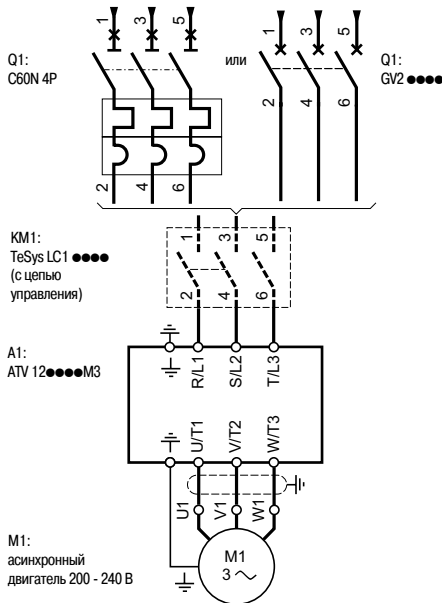 1 3 5 1 3 5
Q1:
C60N 4P
или
Q1:
GV2 ●●●●
2 4 6
2 4 6
KM1:
TeSys LC1 ●●●●
(с цепью
управления)
1 3 5
2 4 6
A1:
ATV 12●●●●M3
R/L1 S/L2 T/L3
U/T1 V/T2 W/T3
U1 V1 W1
M1:
асинхронный
двигатель 200 - 240 В
M1
3 ~